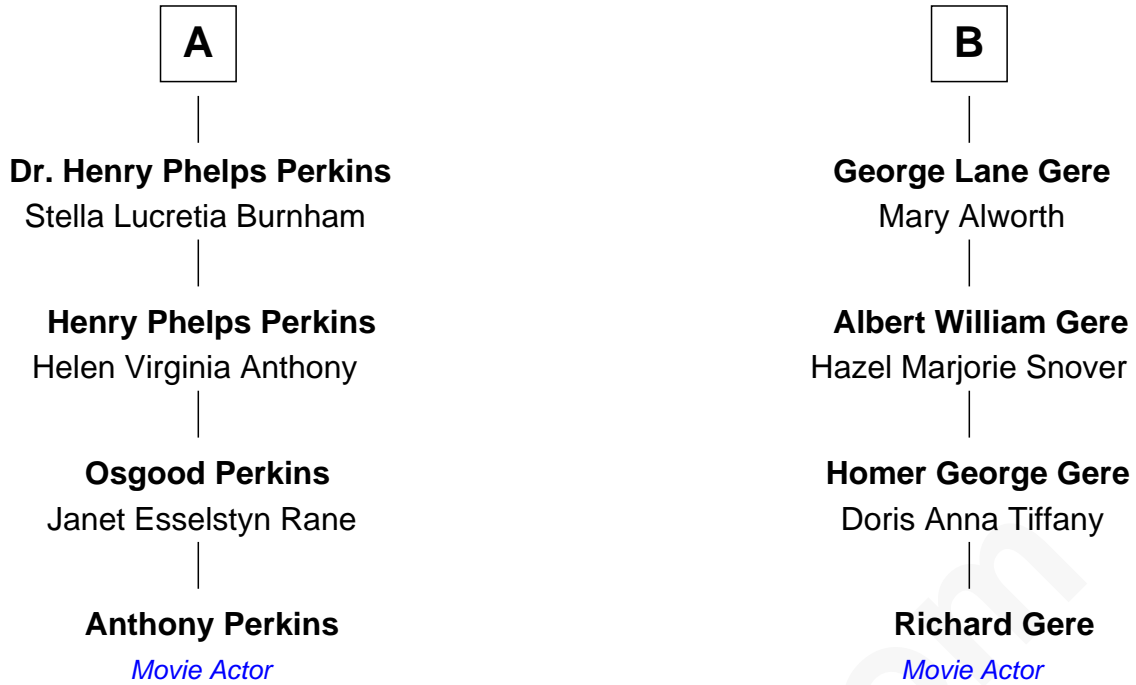 A
Dr. Henry Phelps Perkins
Stella Lucretia Burnham
Henry Phelps Perkins
Helen Virginia Anthony
Osgood Perkins
Janet Esselstyn Rane
Anthony Perkins
Movie Actor
B
George Lane Gere
Mary Alworth
Albert William Gere
Hazel Marjorie Snover
Homer George Gere
Doris Anna Tiffany
Richard Gere
Movie Actor